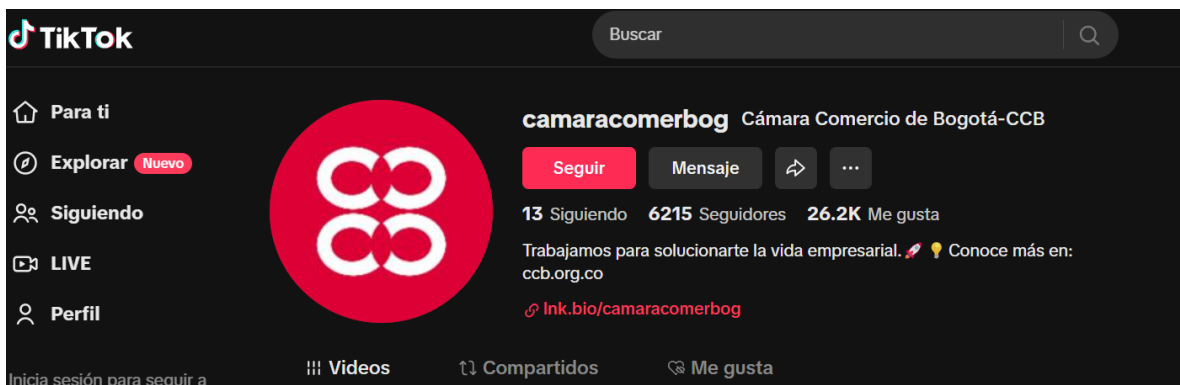 TikTok
Buscar
Para ti
Explorar Nuevo
Siguiendo
LIVE
Perfil
Inicia sesión para seguir a
camaracomerbog Cámara Comercio de Bogotá-CCB
Seguir Mensaje
13 Siguiendo 6215 Seguidores 26.2K Me gusta
Trabajamos para solucionarte la vida empresarial. 🚀 💡 Conoce más en:
ccb.org.co
lnk.bio/camaracomerbog
Videos Compartidos Me gusta